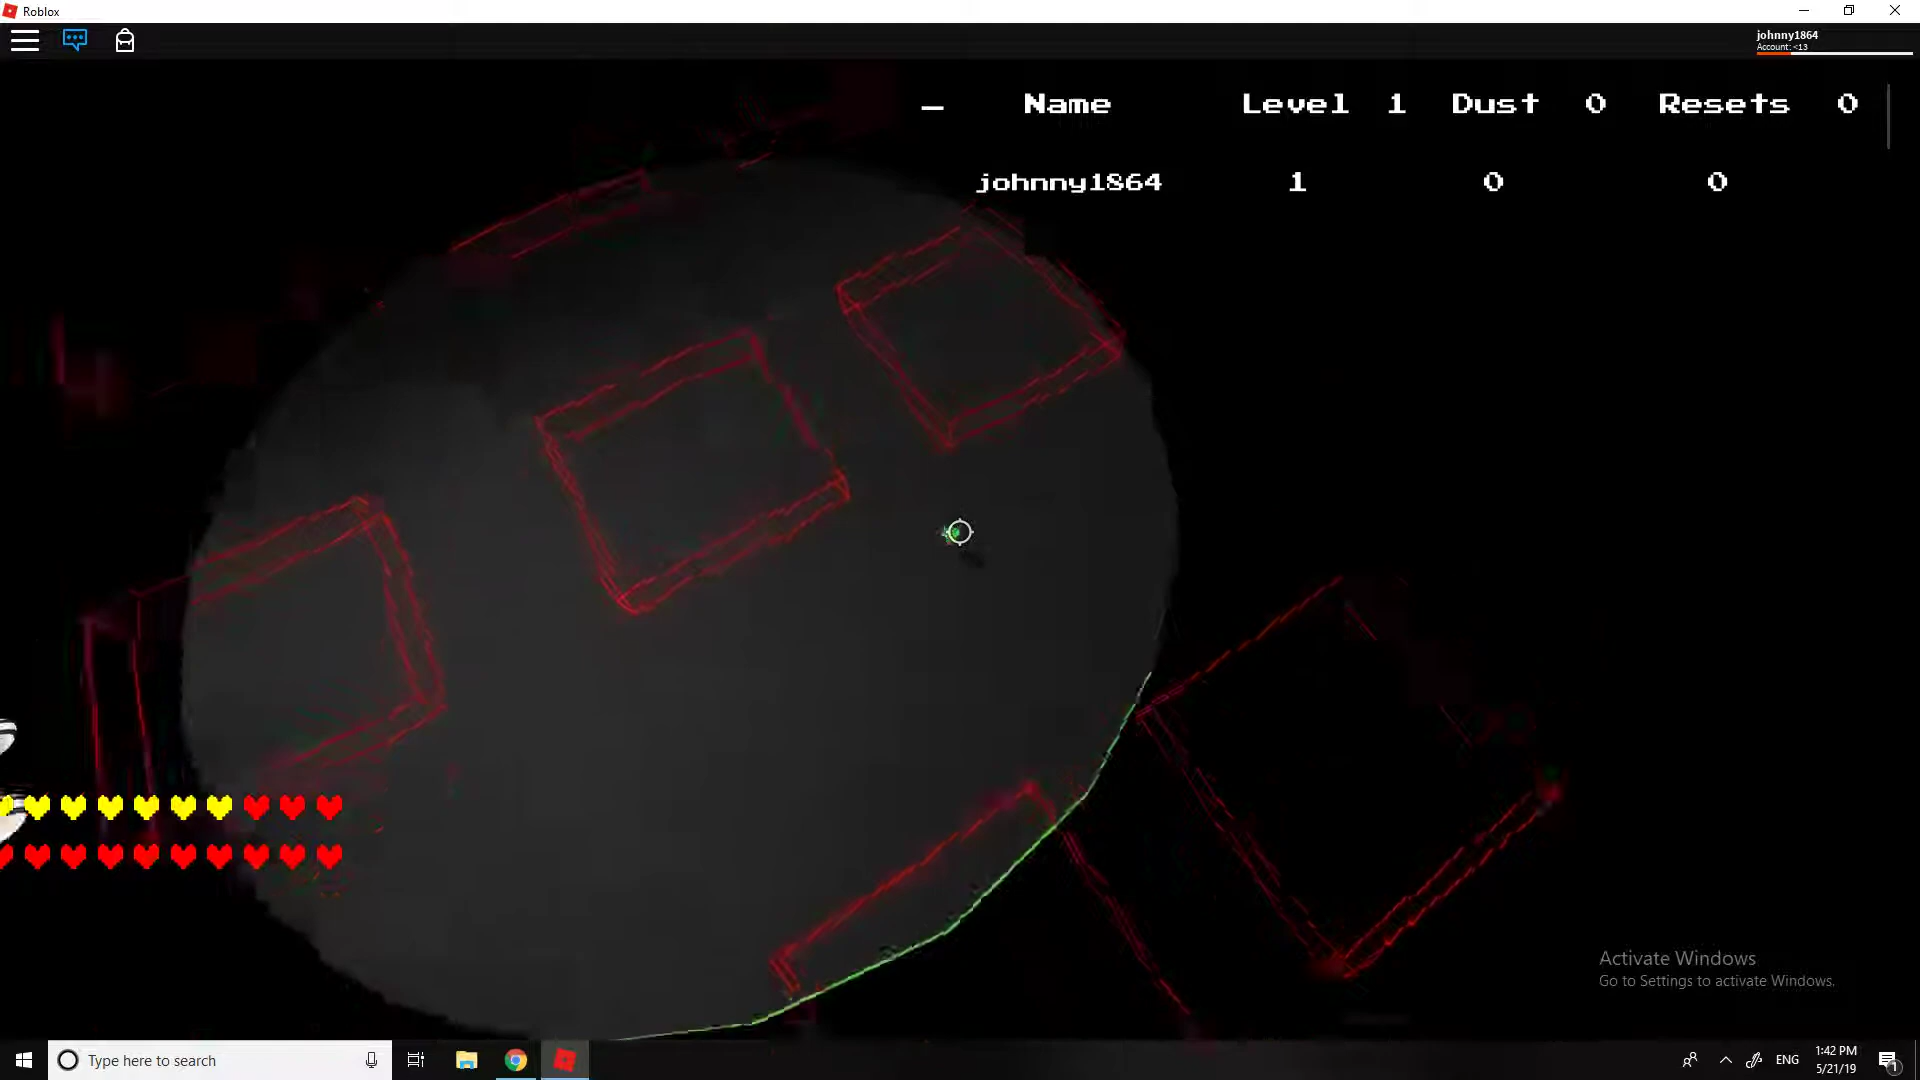 Roblox
johnny1864
Account: <13
— Name Level 1 Dust 0 Resets 0
johnny1864 1 0 0
Activate Windows
Go to Settings to activate Windows.
Type here to search
ENG
1:42 PM
5/21/19
1